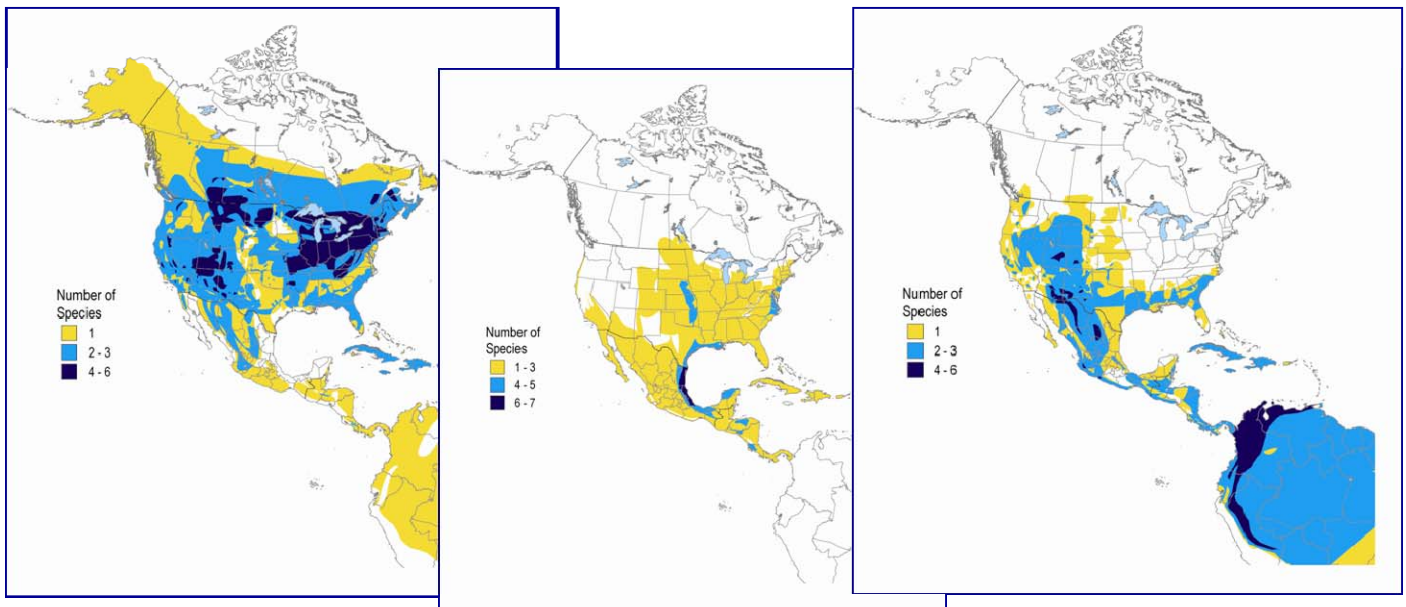 Number of
Species
1
2 - 3
4 - 6
Number of
Species
1 - 3
4 - 5
6 - 7
Number of
Species
1
2 - 3
4 - 6